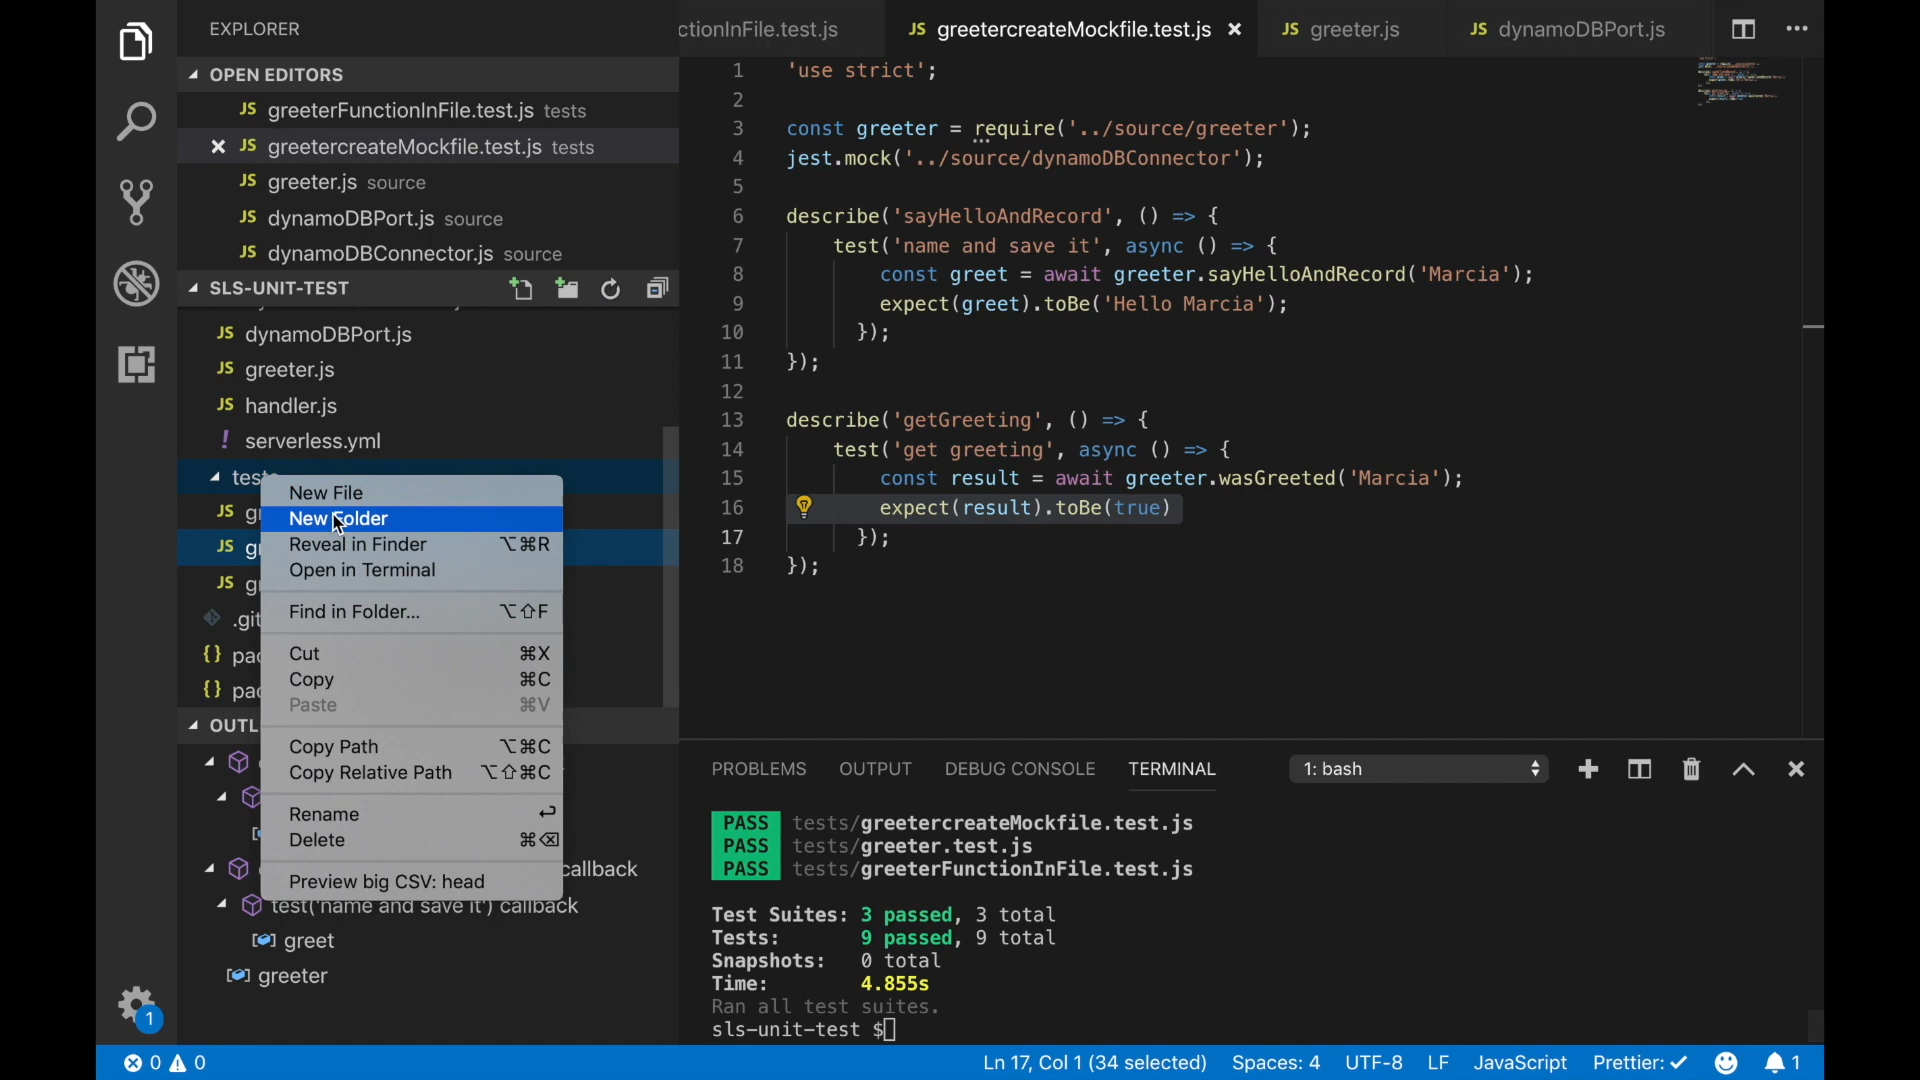 EXPLORER
OPEN EDITORS
JS greeterFunctionInFile.test.js tests
JS greetercreateMockfile.test.js tests
JS greeter.js source
JS dynamoDBPort.js source
JS dynamoDBConnector.js source
SLS-UNIT-TEST
JS dynamoDBPort.js
JS greeter.js
JS handler.js
! serverless.yml
tests
JS
JS
JS
.git
{}
{}
New File
New Folder
Reveal in Finder ⌥⌘R
Open in Terminal
Find in Folder... ⌥⇧F
Cut ⌘X
Copy ⌘C
Paste ⌘V
Copy Path ⌥⌘C
Copy Relative Path ⌥⇧⌘C
Rename ↩
Delete ⌘⌫
Preview big CSV: head
callback
test('name and save it') callback
greet
greeter
1
ctionInFile.test.js
JS greetercreateMockfile.test.js
JS greeter.js
JS dynamoDBPort.js
1 'use strict';
2
3 const greeter = require('../source/greeter');
4 jest.mock('../source/dynamoDBConnector');
5
6 describe('sayHelloAndRecord', () => {
7 test('name and save it', async () => {
8 const greet = await greeter.sayHelloAndRecord('Marcia');
9 expect(greet).toBe('Hello Marcia');
10 });
11 });
12
13 describe('getGreeting', () => {
14 test('get greeting', async () => {
15 const result = await greeter.wasGreeted('Marcia');
16 expect(result).toBe(true)
17 });
18 });
PROBLEMS OUTPUT DEBUG CONSOLE TERMINAL 1: bash
PASS tests/greetercreateMockfile.test.js
PASS tests/greeter.test.js
PASS tests/greeterFunctionInFile.test.js
Test Suites: 3 passed, 3 total
Tests: 9 passed, 9 total
Snapshots: 0 total
Time: 4.855s
Ran all test suites.
sls-unit-test $
0 0
Ln 17, Col 1 (34 selected) Spaces: 4 UTF-8 LF JavaScript Prettier: ✓ 1